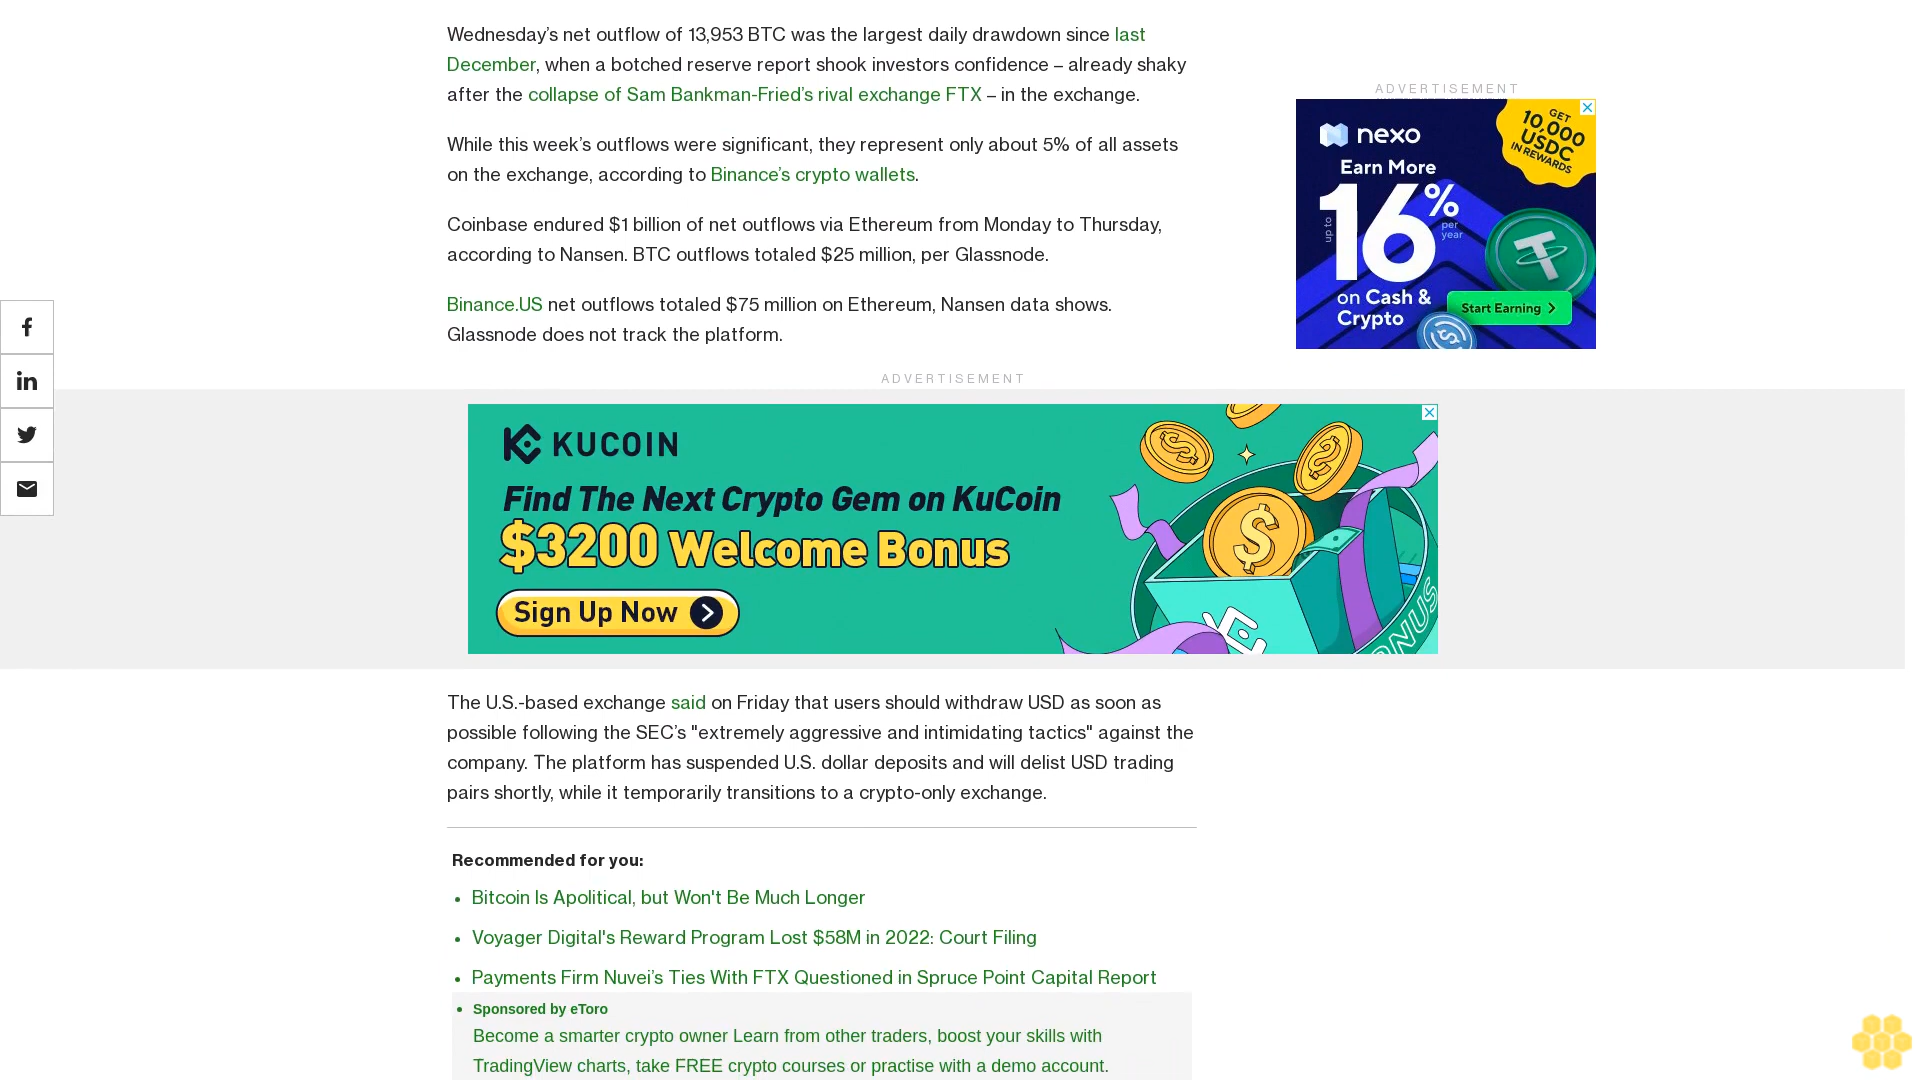 Wednesday’s net outflow of 13,953 BTC was the largest daily drawdown since last
December, when a botched reserve report shook investors confidence – already shaky
after the collapse of Sam Bankman-Fried’s rival exchange FTX – in the exchange.
While this week’s outflows were significant, they represent only about 5% of all assets
on the exchange, according to Binance’s crypto wallets.
Coinbase endured $1 billion of net outflows via Ethereum from Monday to Thursday,
according to Nansen. BTC outflows totaled $25 million, per Glassnode.
Binance.US net outflows totaled $75 million on Ethereum, Nansen data shows.
Glassnode does not track the platform.
ADVERTISEMENT
nexo
GET
10,000
USDC
IN REWARDS
Earn More
up to
16%
per
year
on Cash &
Crypto
Start Earning
ADVERTISEMENT
KUCOIN
Find The Next Crypto Gem on KuCoin
$3200 Welcome Bonus
Sign Up Now
The U.S.-based exchange said on Friday that users should withdraw USD as soon as
possible following the SEC’s "extremely aggressive and intimidating tactics" against the
company. The platform has suspended U.S. dollar deposits and will delist USD trading
pairs shortly, while it temporarily transitions to a crypto-only exchange.
Recommended for you:
• Bitcoin Is Apolitical, but Won't Be Much Longer
• Voyager Digital's Reward Program Lost $58M in 2022: Court Filing
• Payments Firm Nuvei’s Ties With FTX Questioned in Spruce Point Capital Report
• Sponsored by eToro
Become a smarter crypto owner Learn from other traders, boost your skills with
TradingView charts, take FREE crypto courses or practise with a demo account.